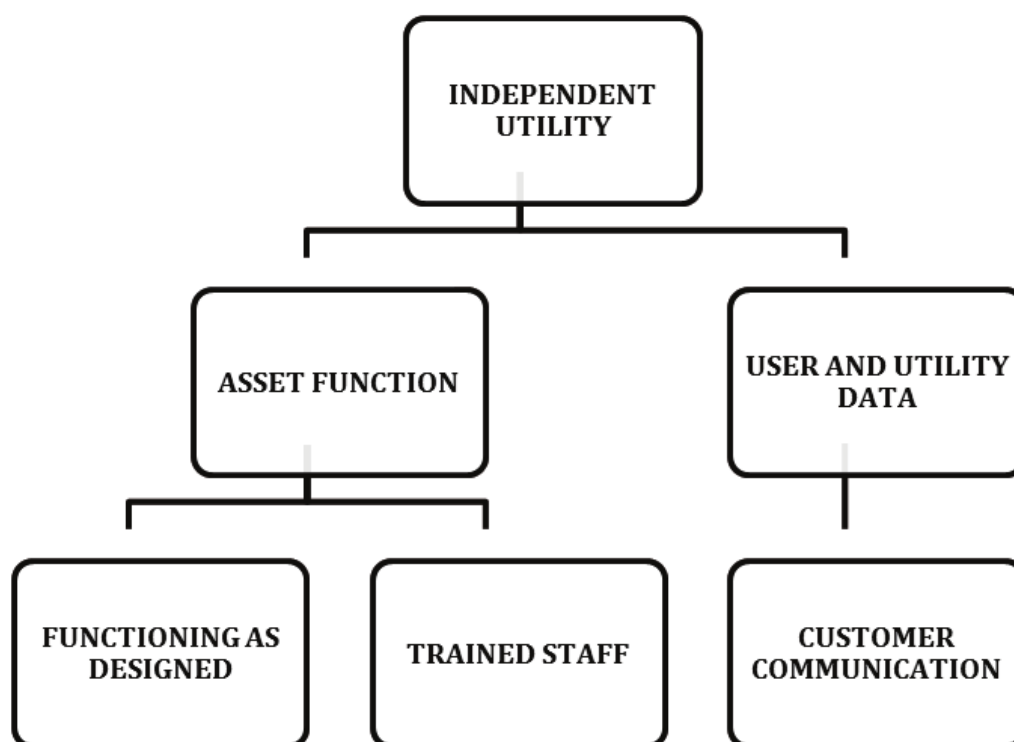 INDEPENDENT
UTILITY
ASSET FUNCTION
USER AND UTILITY
DATA
FUNCTIONING AS
DESIGNED
TRAINED STAFF
CUSTOMER
COMMUNICATION